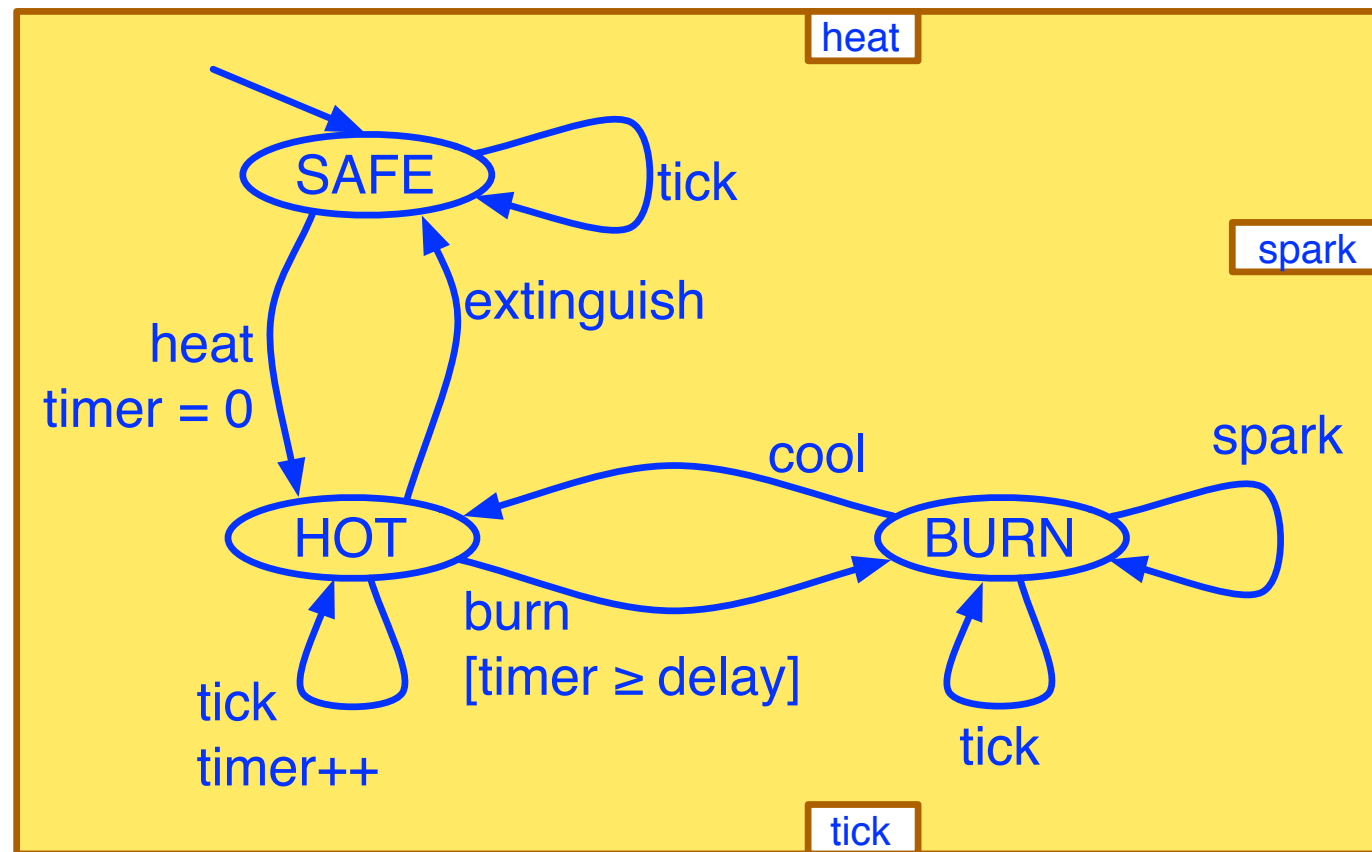 heat
SAFE
tick
spark
extinguish
heat
timer = 0
cool
spark
HOT
BURN
burn
[timer ≥ delay]
tick
timer++
tick
tick